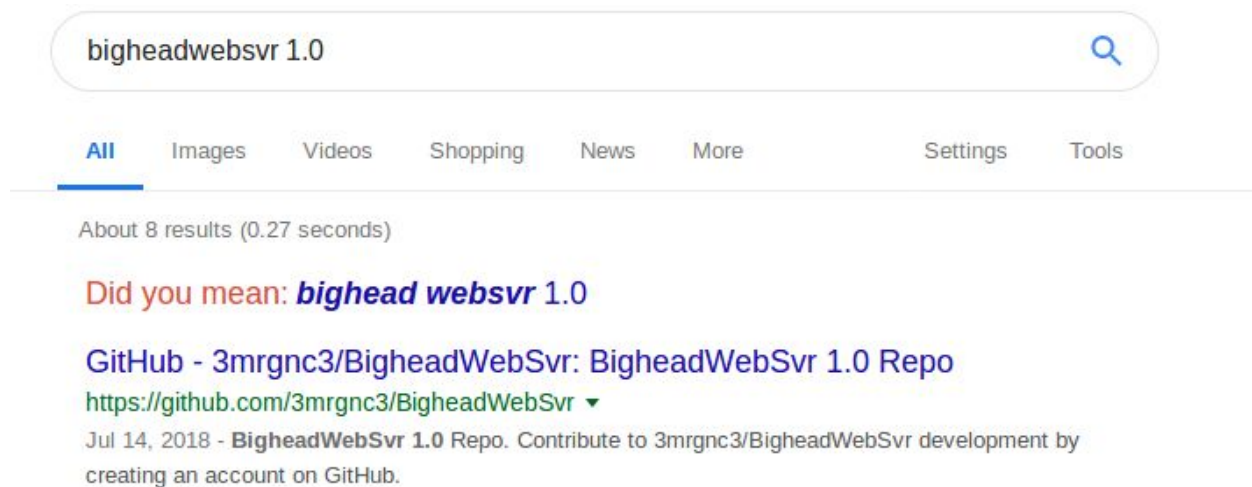 bigheadwebsvr 1.0
All Images Videos Shopping News More Settings Tools
About 8 results (0.27 seconds)
Did you mean: bighead websvr 1.0
GitHub - 3mrgnc3/BigheadWebSvr: BigheadWebSvr 1.0 Repo
https://github.com/3mrgnc3/BigheadWebSvr
Jul 14, 2018 - BigheadWebSvr 1.0 Repo. Contribute to 3mrgnc3/BigheadWebSvr development by
creating an account on GitHub.